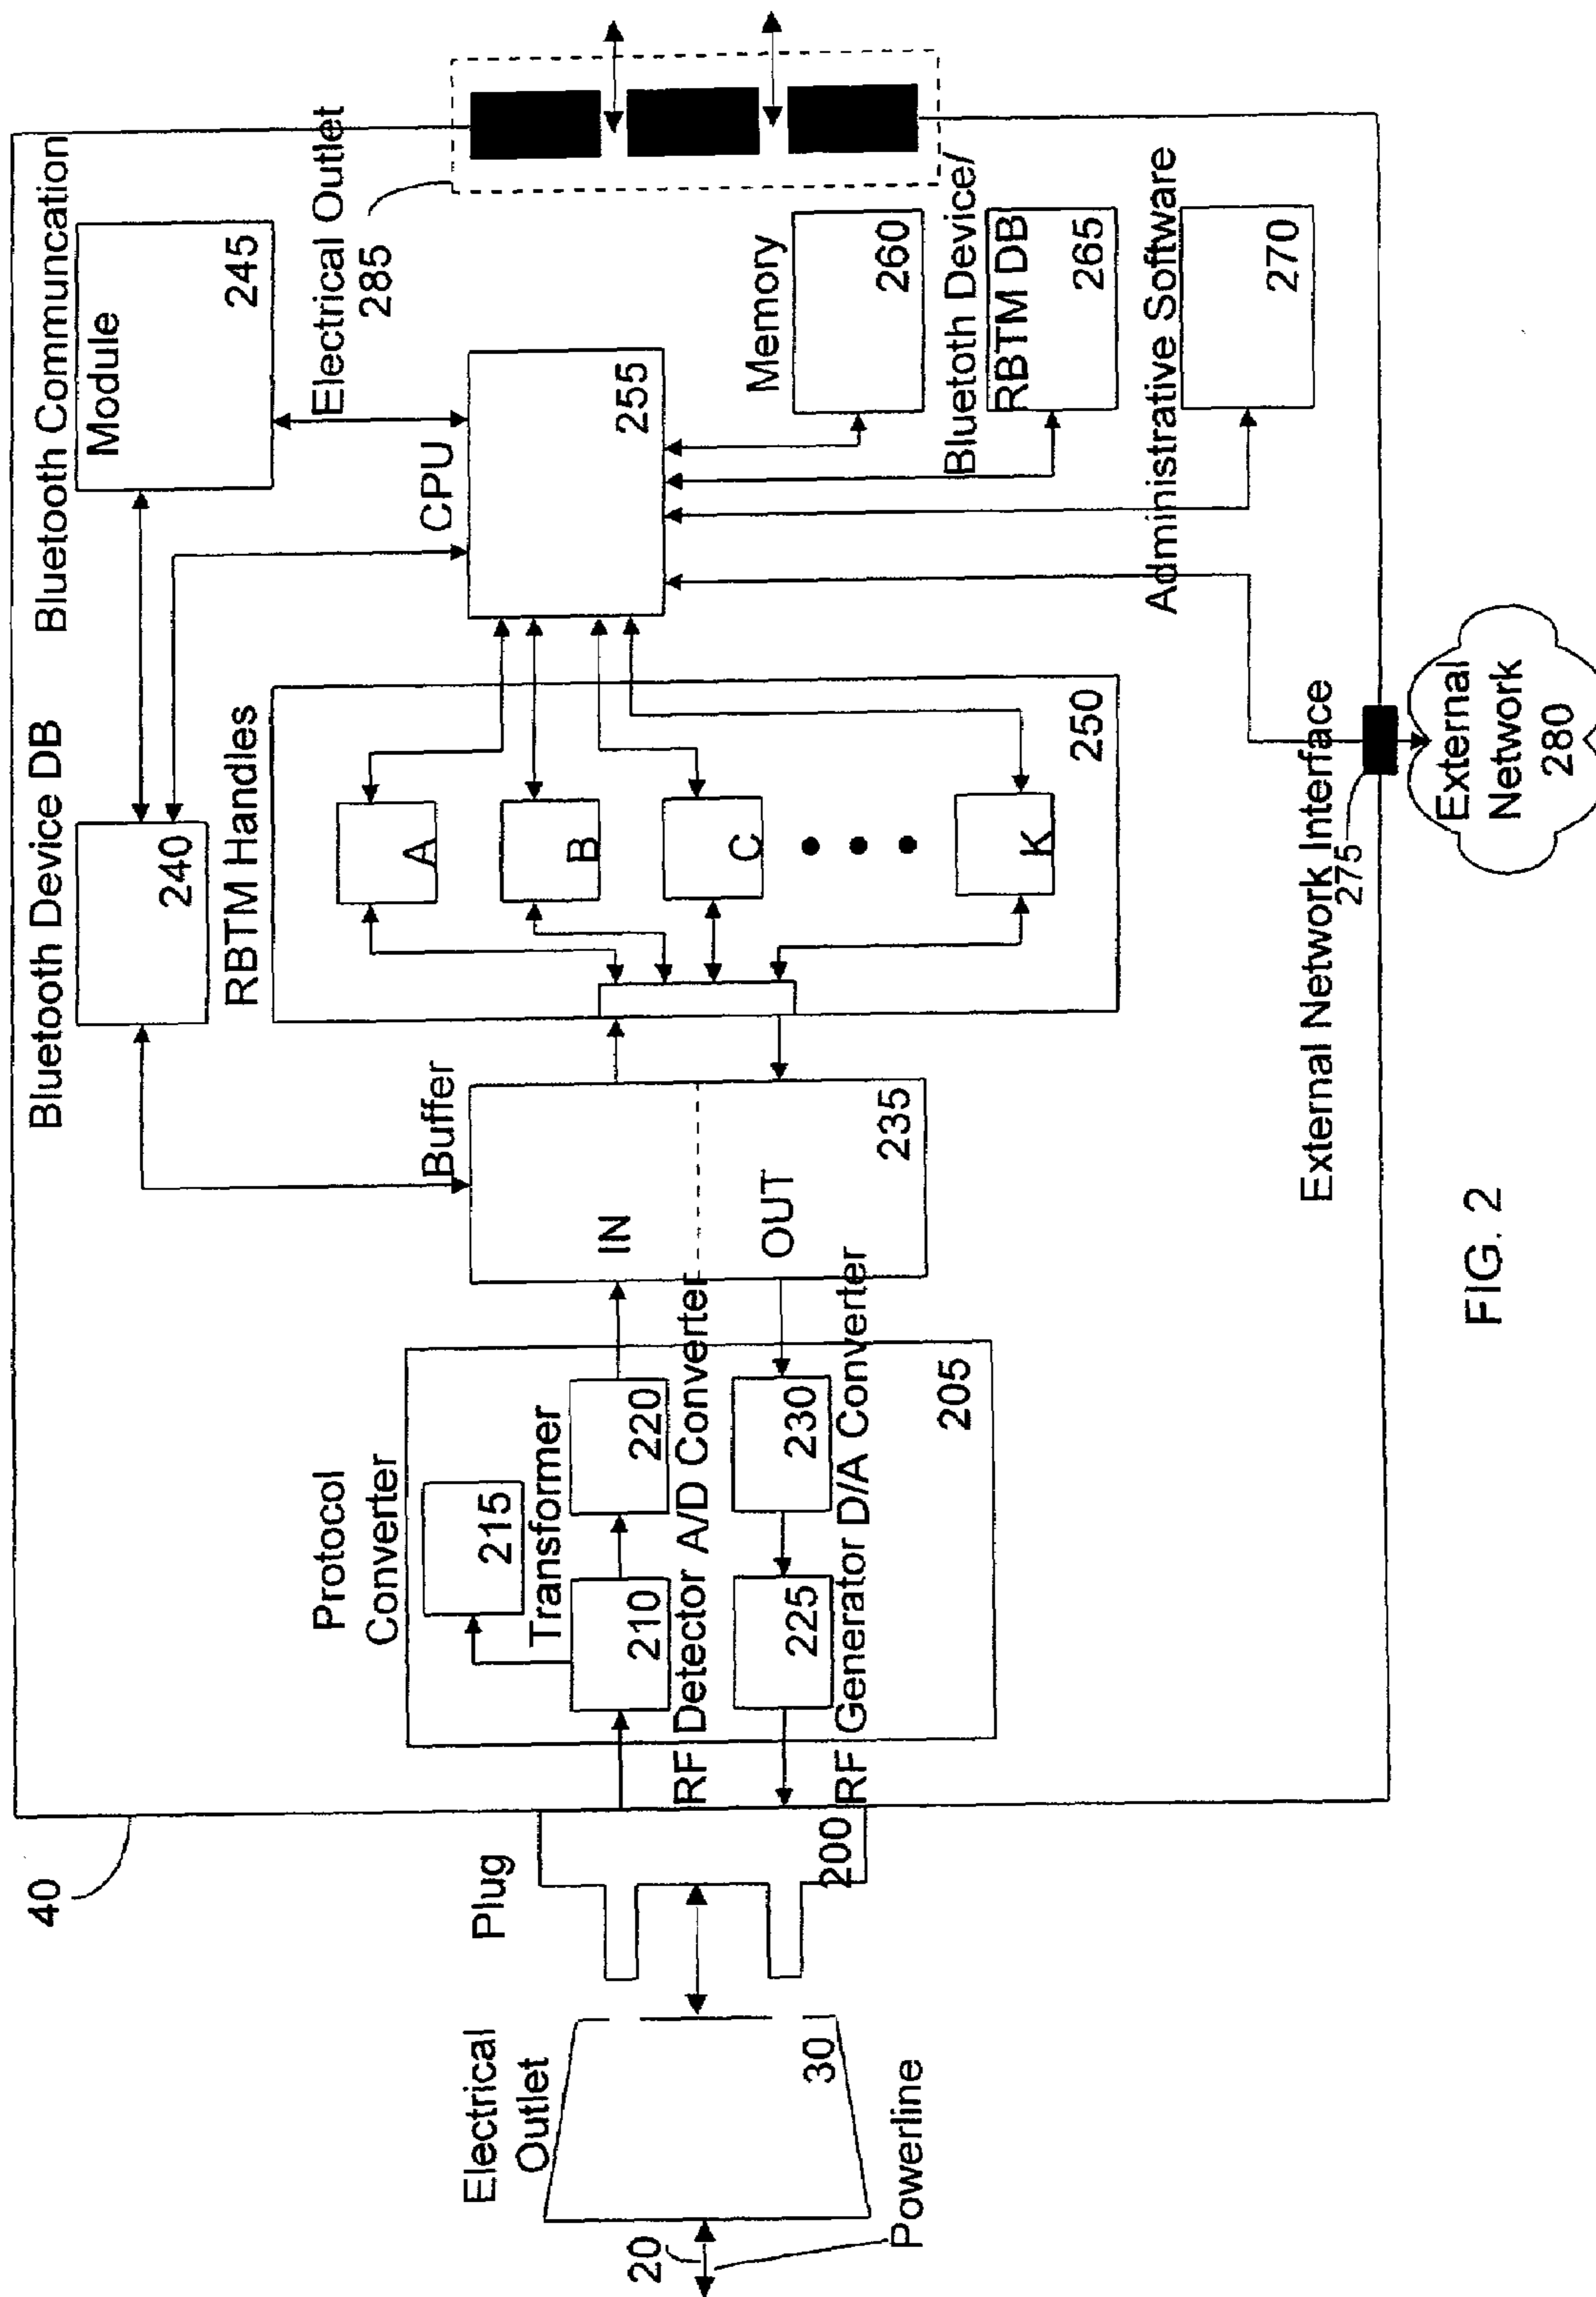 40
Bluetooth Device DB
240
Bluetooth Communcation
Module
245
RBTM Handles
A
B
C
K
250
Electrical Outlet
285
CPU
255
Buffer
IN
OUT
235
Protocol
Converter
215
Transformer
210
220
RF Detector A/D Converter
225
230
RF Generator D/A Converter
205
Plug
200
Electrical
Outlet
30
20
Powerline
Memory
260
Bluetoth Device/
RBTM DB
265
Administrative Software
270
External Network Interface
275
External
Network
280
FIG. 2